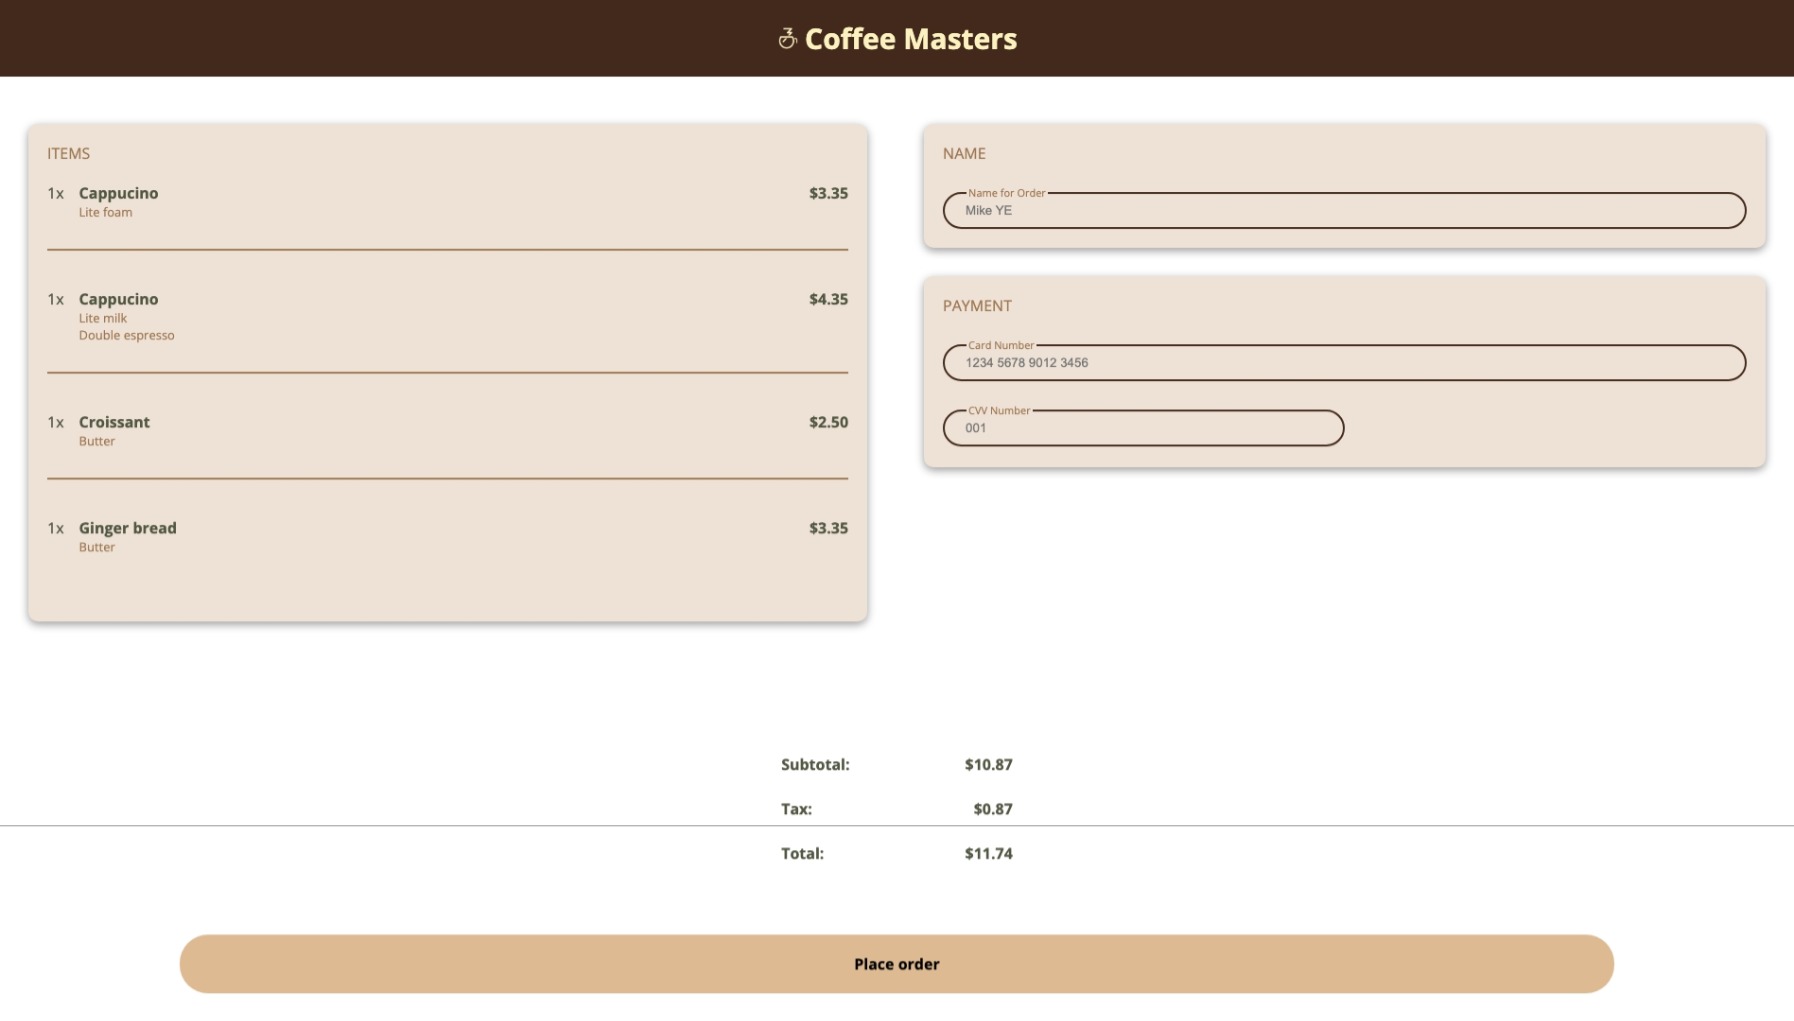 Coffee Masters
ITEMS
1x Cappucino $3.35
Lite foam
1x Cappucino $4.35
Lite milk
Double espresso
1x Croissant $2.50
Butter
1x Ginger bread $3.35
Butter
NAME
Name for Order
Mike YE
PAYMENT
Card Number
1234 5678 9012 3456
CVV Number
001
Subtotal: $10.87
Tax: $0.87
Total: $11.74
Place order